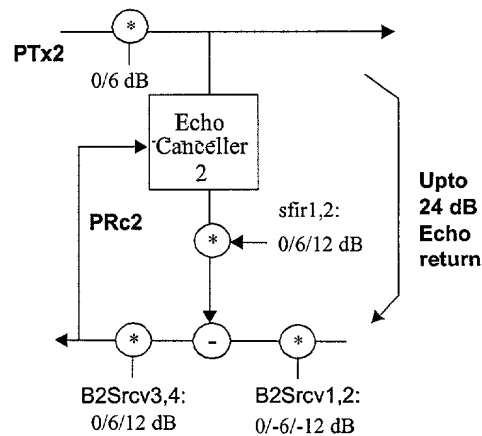 PTx2
*
0/6 dB
Echo
Canceller
2
PRc2
sfir1,2:
*
0/6/12 dB
Upto
24 dB
Echo
return
*
-
*
B2Srcv3,4:
0/6/12 dB
B2Srcv1,2:
0/-6/-12 dB